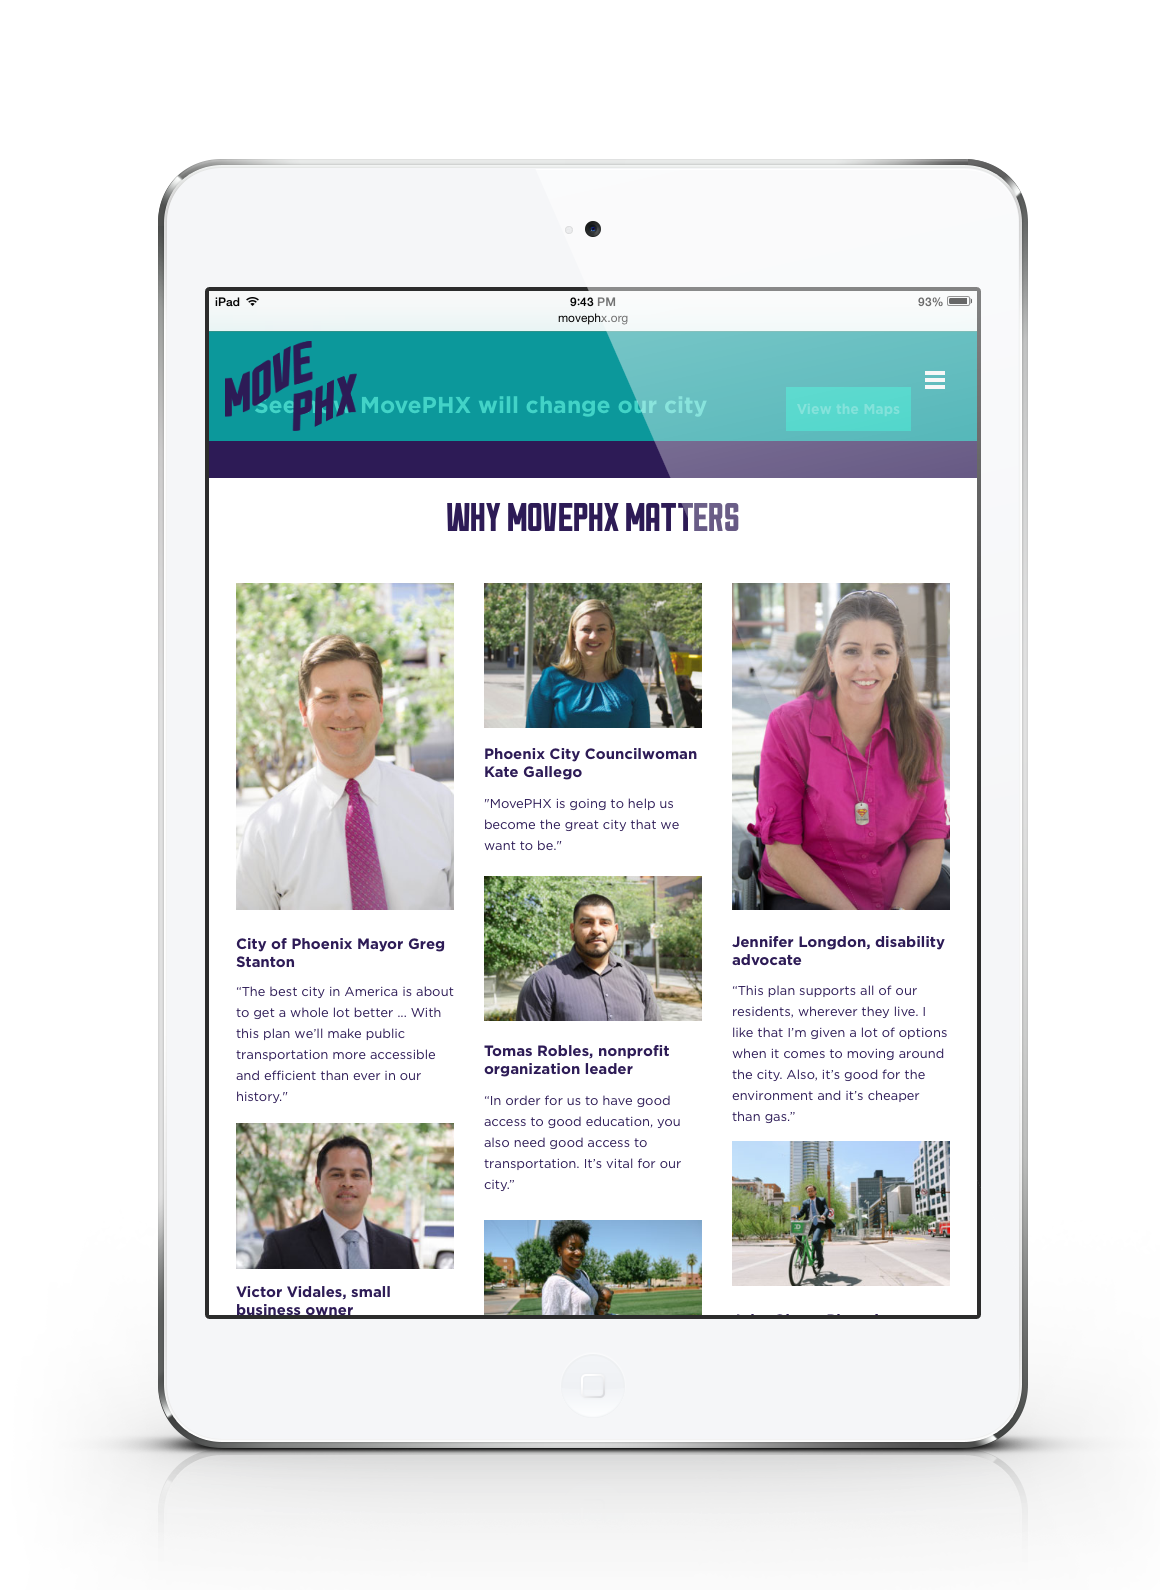 iPad
9:43 PM
93%
movephx.org
MOVE
PHX
See MovePHX will change our city
View the Maps
WHY MOVEPHX MATTERS
City of Phoenix Mayor Greg
Stanton
“The best city in America is about
to get a whole lot better ... With
this plan we’ll make public
transportation more accessible
and efficient than ever in our
history."
Victor Vidales, small
business owner
Phoenix City Councilwoman
Kate Gallego
"MovePHX is going to help us
become the great city that we
want to be."
Tomas Robles, nonprofit
organization leader
“In order for us to have good
access to good education, you
also need good access to
transportation. It’s vital for our
city.”
Jennifer Longdon, disability
advocate
“This plan supports all of our
residents, wherever they live. I
like that I’m given a lot of options
when it comes to moving around
the city. Also, it’s good for the
environment and it’s cheaper
than gas.”